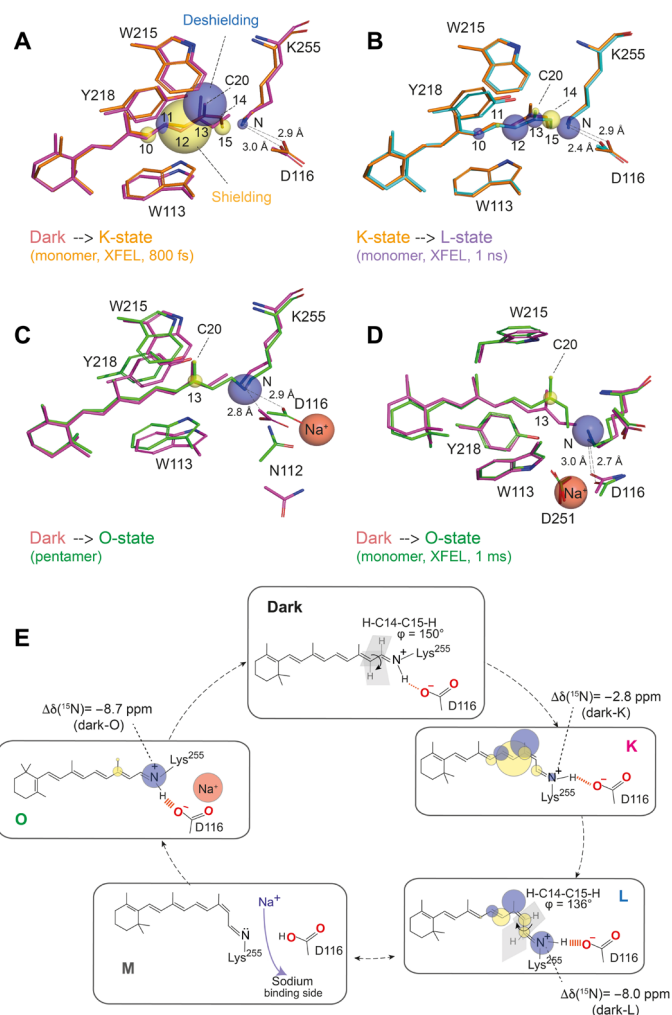 A
Deshielding
W215
K255
Y218
C20
14
N
11
10
12
13
15
2.9 Å
3.0 Å
D116
W113
Shielding
Dark --> K-state
(monomer, XFEL, 800 fs)
B
W215
K255
Y218
C20
14
11
N
10
12
13
15
2.9 Å
2.4 Å
D116
W113
K-state --> L-state
(monomer, XFEL, 1 ns)
C
W215
C20
K255
Y218
N
13
2.9 Å
D116
2.8 Å
Na⁺
W113
N112
Dark --> O-state
(pentamer)
D
W215
C20
13
N
Y218
3.0 Å
2.7 Å
W113
Na⁺
D116
D251
Dark --> O-state
(monomer, XFEL, 1 ms)
E
Dark
H-C14-C15-H
φ = 150°
H
H
N
+
Lys²⁵⁵
H
O⁻
O
D116
Δδ(¹⁵N)= −2.8 ppm
(dark-K)
K
N
+
H
O⁻
O
Lys²⁵⁵
D116
H-C14-C15-H
φ = 136°
L
H
H
N⁺
H
O⁻
O
Lys²⁵⁵
D116
Δδ(¹⁵N)= −8.0 ppm
(dark-L)
M
N̈
Lys²⁵⁵
Na⁺
O
HO
D116
Sodium
binding side
Δδ(¹⁵N)= −8.7 ppm
(dark-O)
+
N
Lys²⁵⁵
H
Na⁺
O⁻
O
D116
O